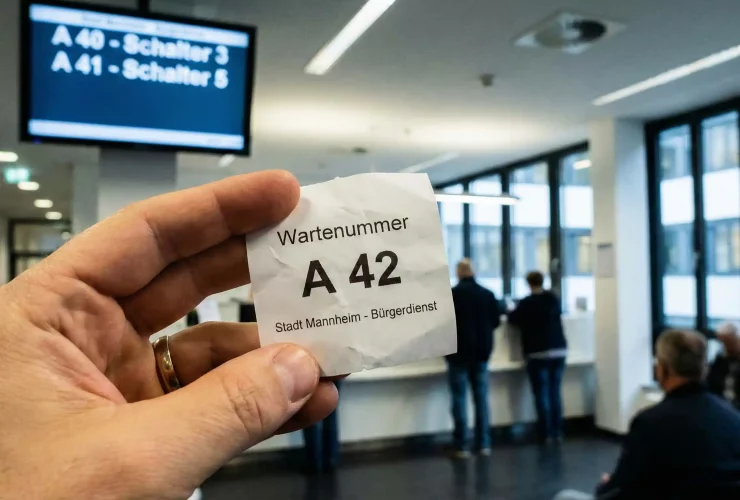 A 40 - Schalter 3
A 41 - Schalter 5
Wartenummer
A 42
Stadt Mannheim - Bürgerdienst